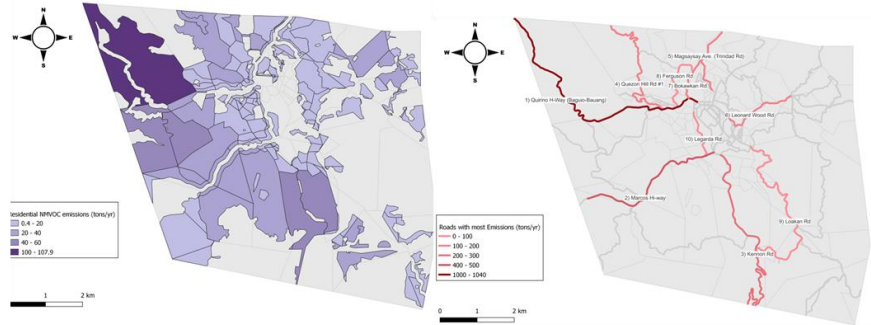 N
W
E
S
Residential NMVOC emissions (tons/yr)
0,4 - 20
20 - 40
40 - 60
100 - 107.9
1
2 km
N
W
E
S
5) Magsaysay Ave. (Trinidad Rd)
8) Ferguson Rd
4) Quezon Hill Rd #1
7) Bokawkan Rd
1) Quirino H-Way (Baguio-Bauang)
6) Leonard Wood Rd
10) Legarda Rd
2) Marcos Hi-way
9) Loakan Rd
3) Kennon Rd
Roads with most Emissions (tons/yr)
0 - 100
100 - 200
200 - 300
400 - 500
1000 - 1040
0
1
2 km